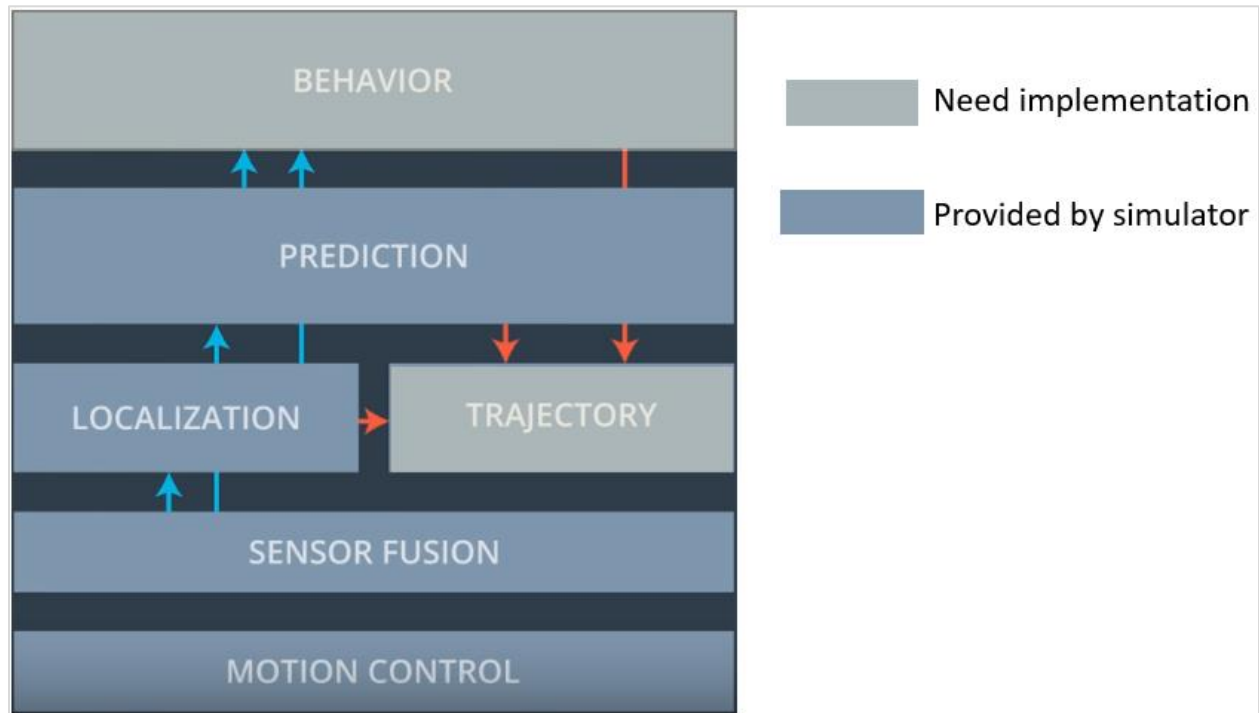 BEHAVIOR
PREDICTION
LOCALIZATION
TRAJECTORY
SENSOR FUSION
MOTION CONTROL
Need implementation
Provided by simulator